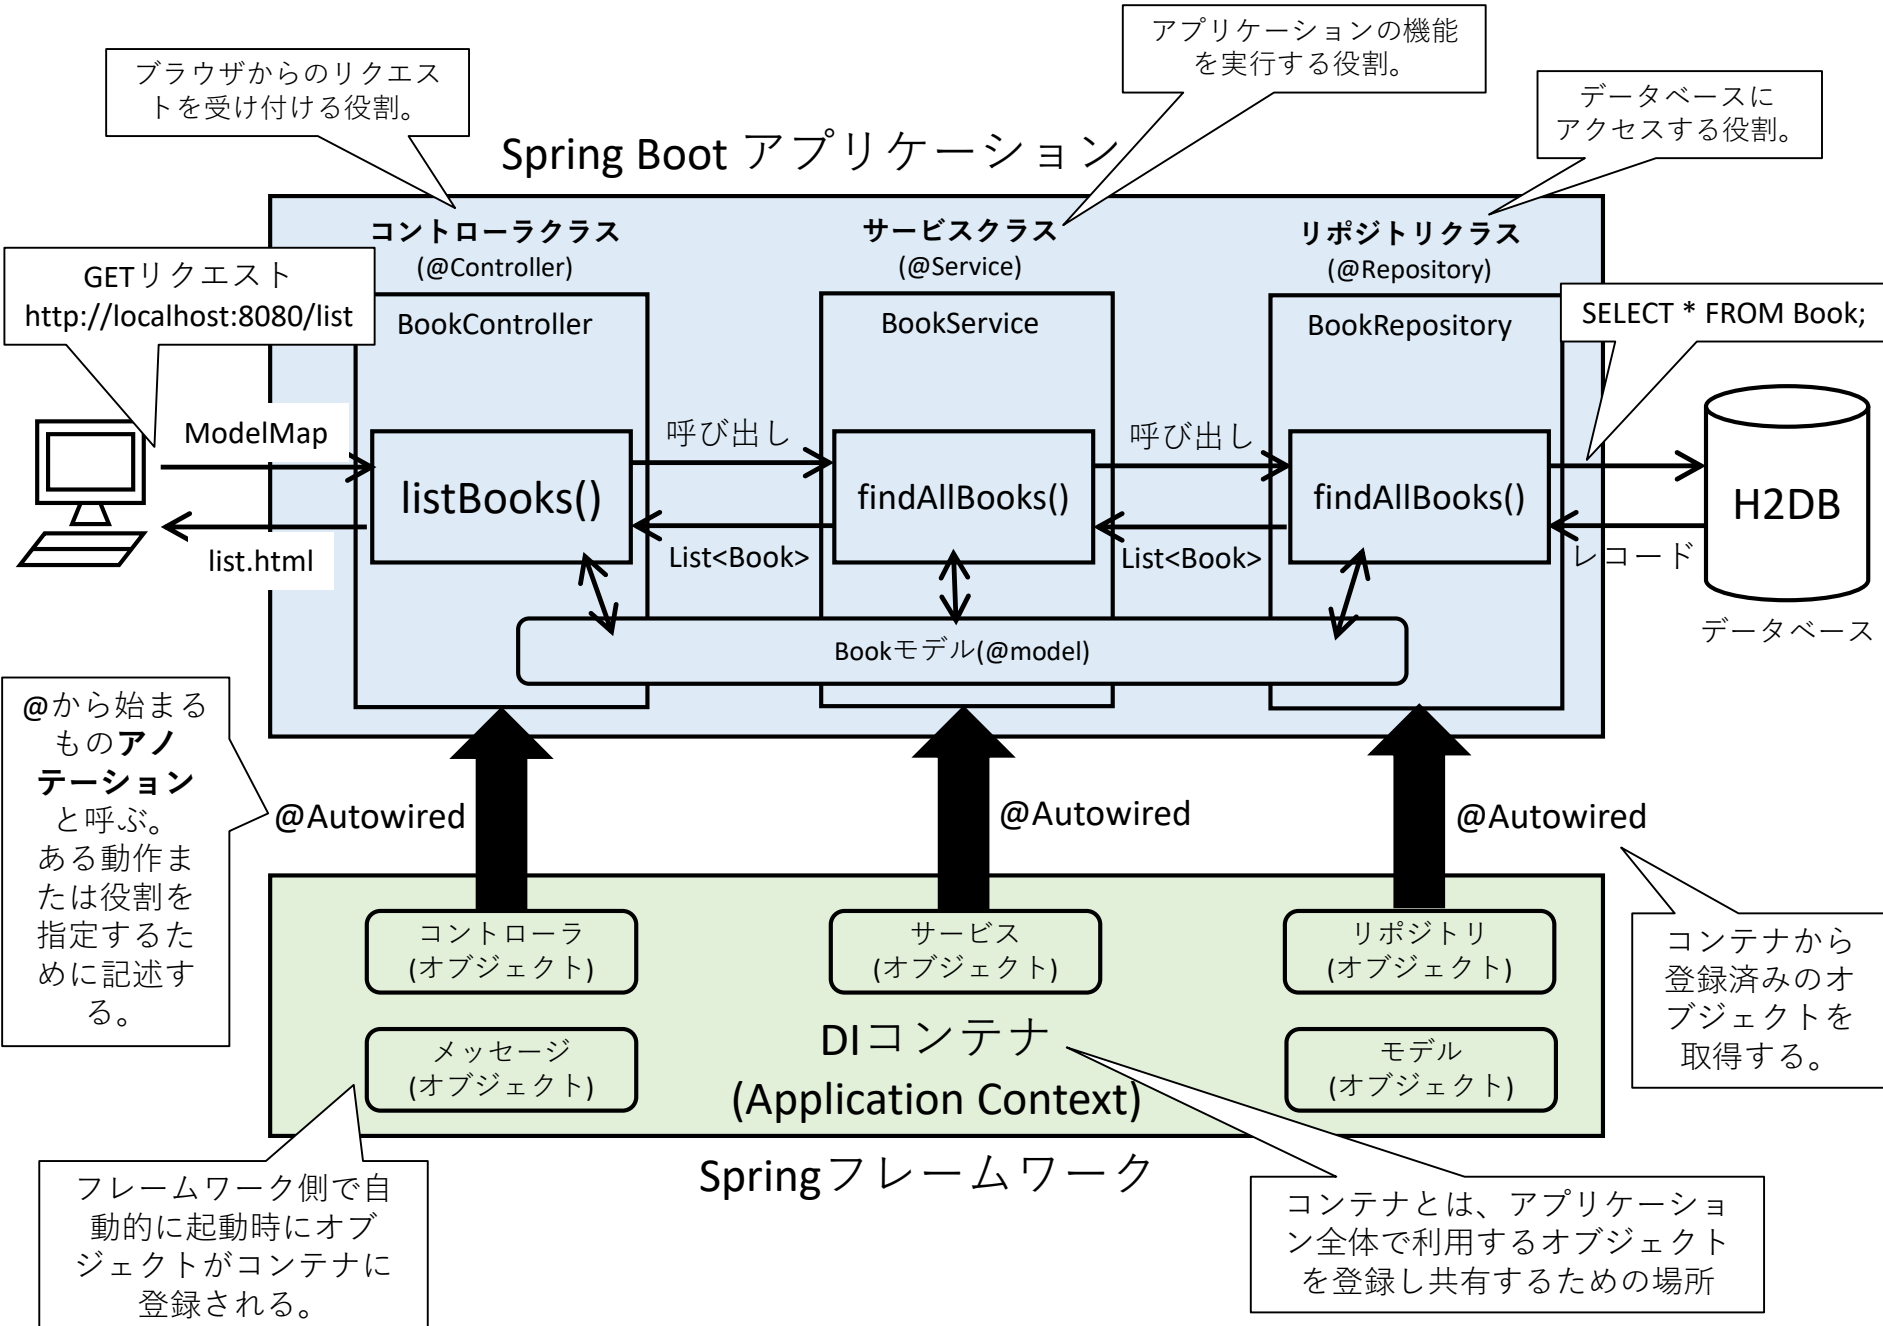 アプリケーションの機能
を実行する役割。
ブラウザからのリクエス
トを受け付ける役割。
データベースに
アクセスする役割。
Spring Boot アプリケーション
コントローラクラス
(@Controller)
サービスクラス
(@Service)
リポジトリクラス
(@Repository)
GETリクエスト
http://localhost:8080/list
BookController
BookService
BookRepository
SELECT * FROM Book;
ModelMap
呼び出し
呼び出し
listBooks()
findAllBooks()
findAllBooks()
H2DB
list.html
List<Book>
List<Book>
レコード
データベース
Bookモデル(@model)
@から始まる
ものアノ
テーション
と呼ぶ。
ある動作ま
たは役割を
指定するた
めに記述す
る。
@Autowired
@Autowired
@Autowired
コントローラ
(オブジェクト)
サービス
(オブジェクト)
リポジトリ
(オブジェクト)
コンテナから
登録済みのオ
ブジェクトを
取得する。
メッセージ
(オブジェクト)
DIコンテナ
(Application Context)
モデル
(オブジェクト)
Springフレームワーク
フレームワーク側で自
動的に起動時にオブ
ジェクトがコンテナに
登録される。
コンテナとは、アプリケーショ
ン全体で利用するオブジェクト
を登録し共有するための場所